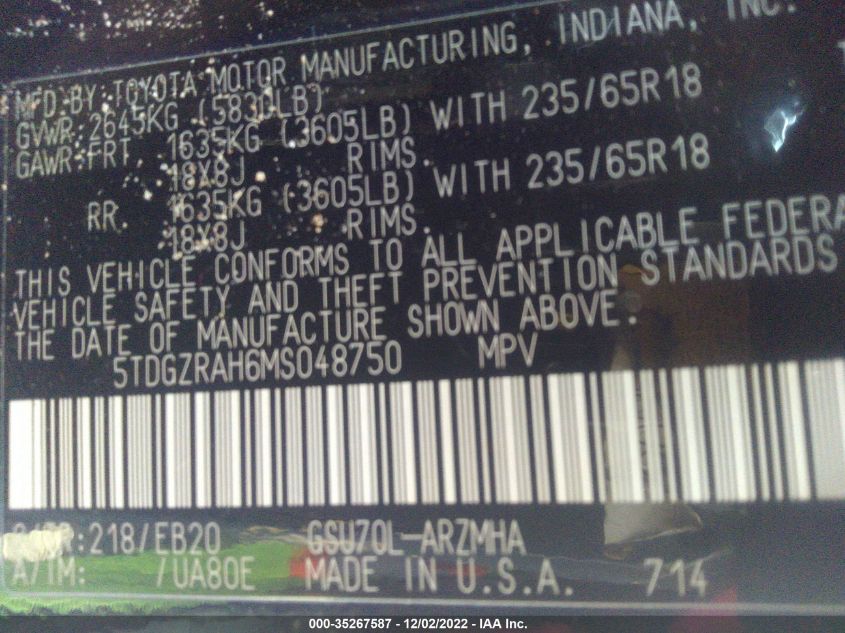 MFD.BY:TOYOTA MOTOR MANUFACTURING, INDIANA, INC.
GVWR:2645KG (5830LB)
GAWR:FRT 1635KG (3605LB) WITH 235/65R18
18X8J RIMS.
RR 1635KG (3605LB) WITH 235/65R18
18X8J RIMS.
THIS VEHICLE CONFORMS TO ALL APPLICABLE FEDERA
VEHICLE SAFETY AND THEFT PREVENTION STANDARDS
THE DATE OF MANUFACTURE SHOWN ABOVE.
5TDGZRAH6MS048750 MPV
:218/EB20 GSU70L-ARZMHA
A/TM: /UA80E MADE IN U.S.A. 714
000-35267587 - 12/02/2022 - IAA Inc.